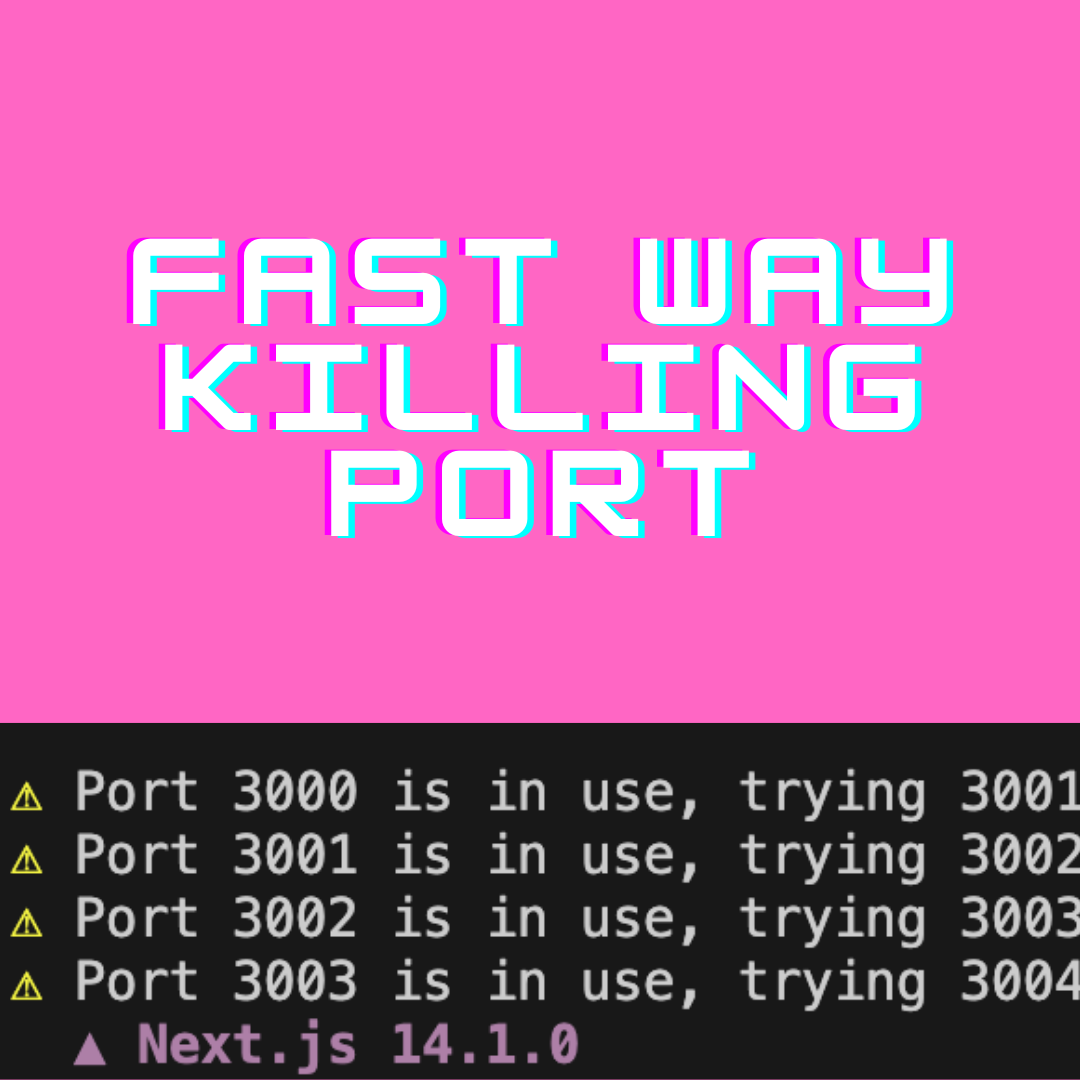 FAST WAY
KILLING
PORT
⚠ Port 3000 is in use, trying 3001
⚠ Port 3001 is in use, trying 3002
⚠ Port 3002 is in use, trying 3003
⚠ Port 3003 is in use, trying 3004
▲ Next.js 14.1.0